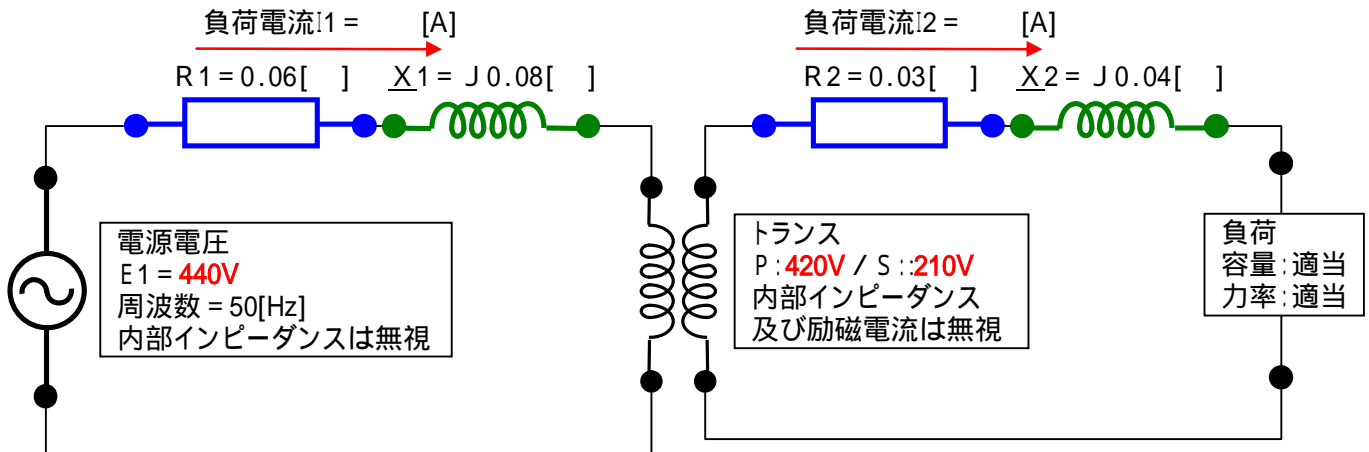 負荷電流I1 = [A]
負荷電流I2 = [A]
R1=0.06[ ]
X1= J0.08[ ]
R2=0.03[ ]
X2= J0.04[ ]
電源電圧
E1=440V
周波数 = 50[Hz]
内部インピーダンスは無視
トランス
P:420V / S::210V
内部インピーダンス
及び励磁電流は無視
負荷
容量:適当
力率:適当